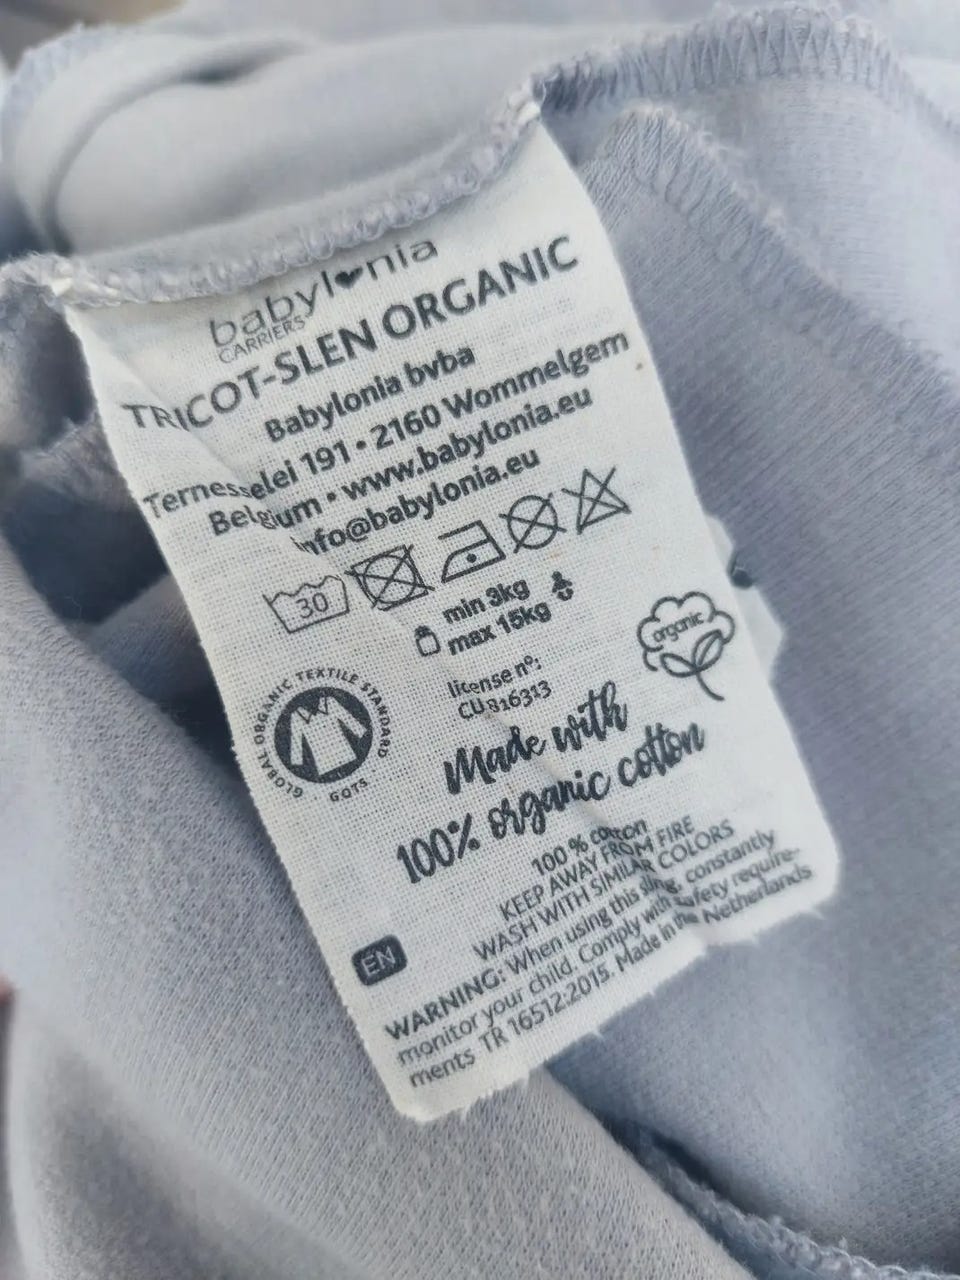 babylonia
CARRIERS
TRICOT-SLEN ORGANIC
Babylonia bvba
Ternesselei 191 • 2160 Wommelgem
Belgium • www.babylonia.eu
info@babylonia.eu
30
min 3kg
max 15kg
organic
GLOBAL ORGANIC TEXTILE STANDARD · GOTS ·
license n°:
CU 816313
Made with
100% organic cotton
100 % cotton
KEEP AWAY FROM FIRE
WASH WITH SIMILAR COLORS
EN
WARNING: When using this sling, constantly
monitor your child. Comply with safety require-
ments TR 16512:2015. Made in the Netherlands